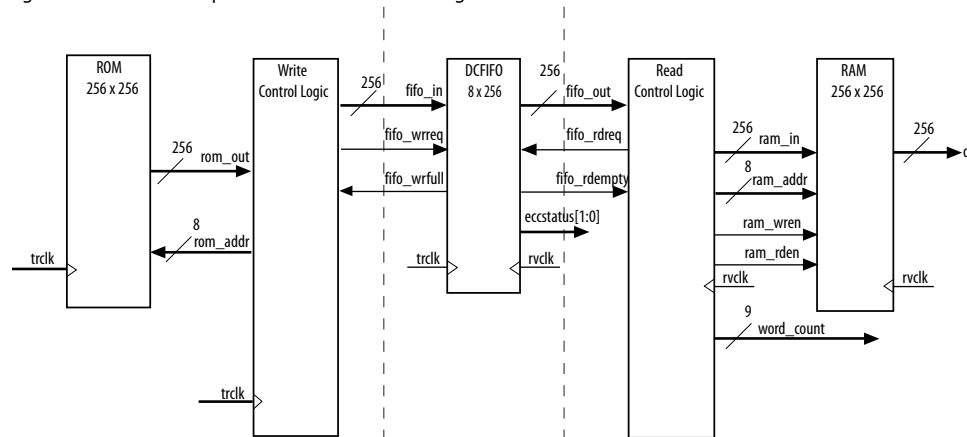 ROM
256 x 256
Write
Control Logic
DCFIFO
8 x 256
Read
Control Logic
RAM
256 x 256
256
fifo_in
256
fifo_out
fifo_wrreq
fifo_rdreq
256
rom_out
256
ram_in
256
fifo_wrfull
fifo_rdempty
8
ram_addr
eccstatus[1:0]
ram_wren
8
rom_addr
ram_rden
trclk
trclk
rvclk
rvclk
rvclk
9
word_count
trclk